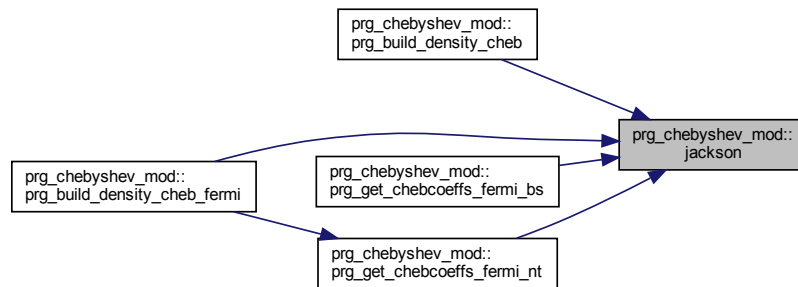 prg_chebyshev_mod::
prg_build_density_cheb
prg_chebyshev_mod::
jackson
prg_chebyshev_mod::
prg_build_density_cheb_fermi
prg_chebyshev_mod::
prg_get_chebcoeffs_fermi_bs
prg_chebyshev_mod::
prg_get_chebcoeffs_fermi_nt